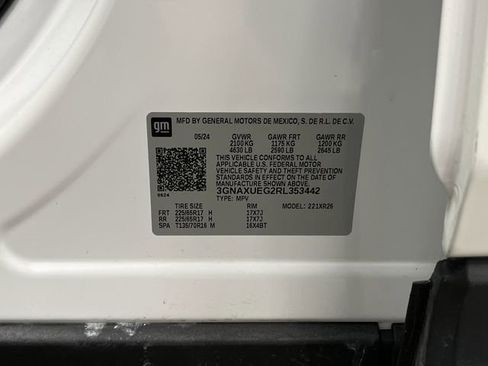 gm
MFD BY GENERAL MOTORS DE MEXICO, S. DE R.L. DE C.V.
05/24 GVWR GAWR FRT GAWR RR
2100 KG 1175 KG 1200 KG
4630 LB 2590 LB 2645 LB
THIS VEHICLE CONFORMS TO ALL
APPLICABLE U.S. FEDERAL MOTOR
VEHICLE SAFETY AND THEFT PREVENTION
STANDARDS IN EFFECT ON THE DATE
OF MANUFACTURE SHOWN ABOVE.
3GNAXUEG2RL353442
0624 TYPE: MPV
TIRE SIZE RIM MODEL: 221XR26
FRT 225/65R17 H 17X7J
RR 225/65R17 H 17X7J
SPA T135/70R16 M 16X4BT